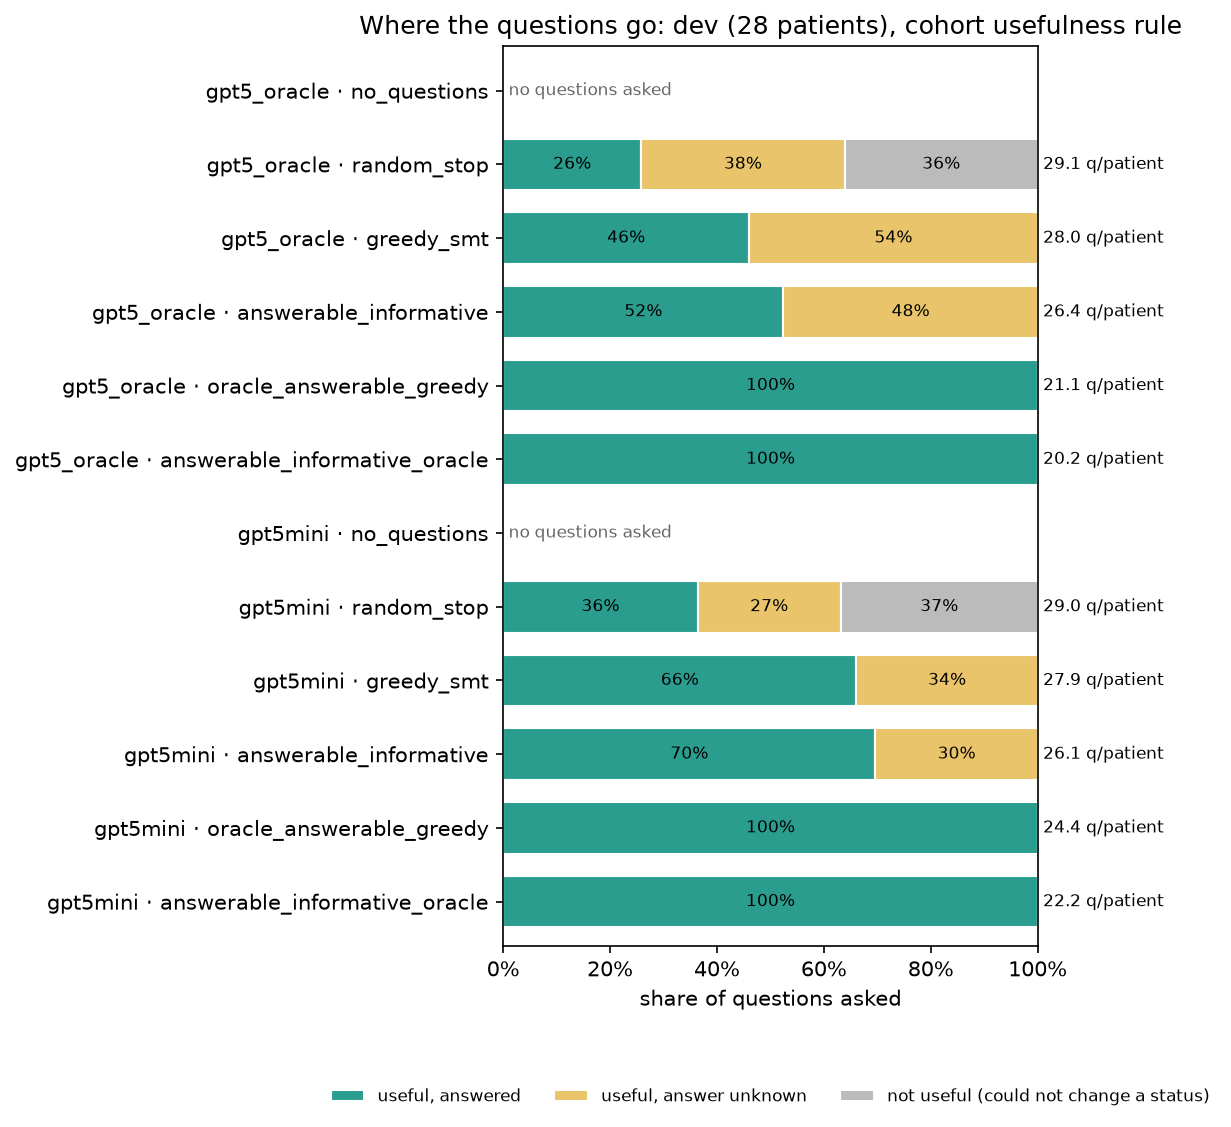 Where the questions go: dev (28 patients), cohort usefulness rule
gpt5_oracle · no_questions no questions asked
gpt5_oracle · random_stop 26% 38% 36% 29.1 q/patient
gpt5_oracle · greedy_smt 46% 54% 28.0 q/patient
gpt5_oracle · answerable_informative 52% 48% 26.4 q/patient
gpt5_oracle · oracle_answerable_greedy 100% 21.1 q/patient
gpt5_oracle · answerable_informative_oracle 100% 20.2 q/patient
gpt5mini · no_questions no questions asked
gpt5mini · random_stop 36% 27% 37% 29.0 q/patient
gpt5mini · greedy_smt 66% 34% 27.9 q/patient
gpt5mini · answerable_informative 70% 30% 26.1 q/patient
gpt5mini · oracle_answerable_greedy 100% 24.4 q/patient
gpt5mini · answerable_informative_oracle 100% 22.2 q/patient
0% 20% 40% 60% 80% 100%
share of questions asked
useful, answered useful, answer unknown not useful (could not change a status)